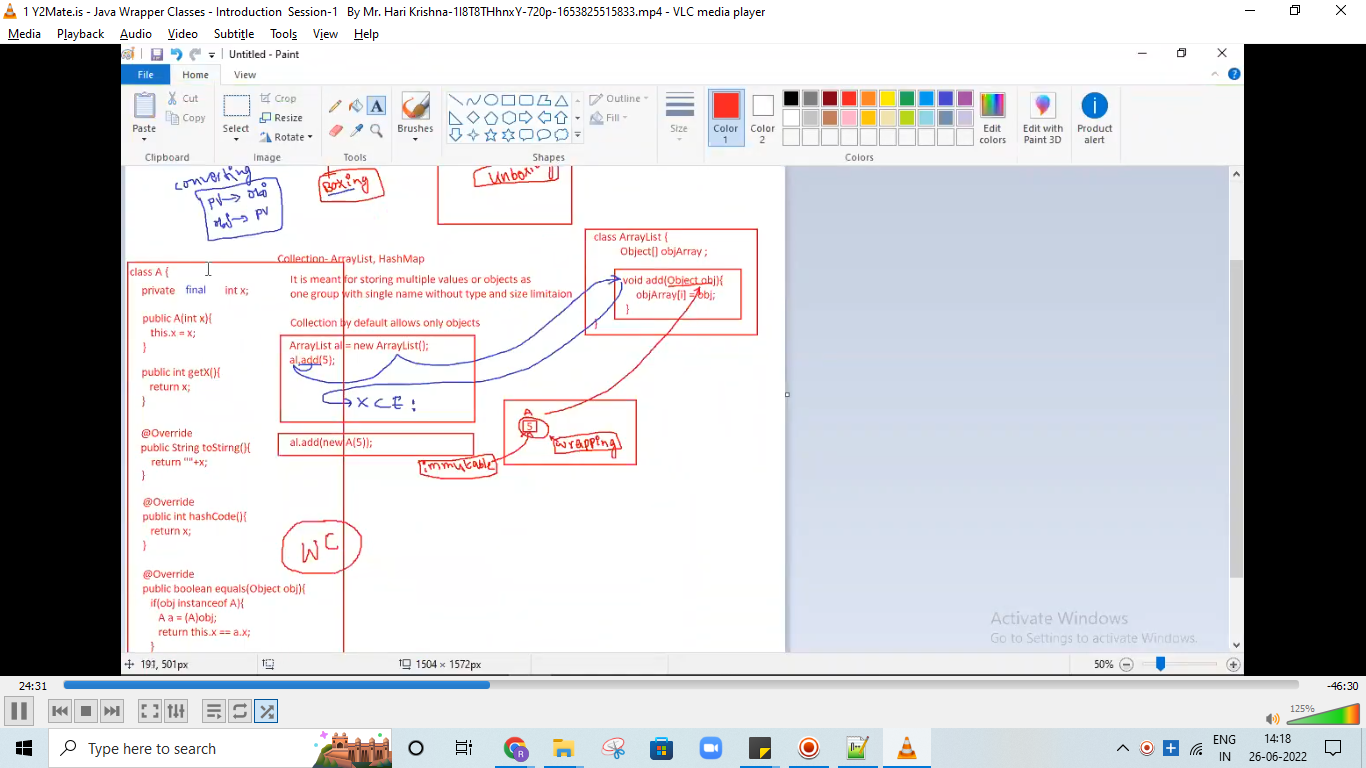 1 Y2Mate.is - Java Wrapper Classes - Introduction  Session-1   By Mr. Hari Krishna-1I8T8THhnxY-720p-1653825515833.mp4 - VLC media player
Media Playback Audio Video Subtitle Tools View Help
Untitled - Paint
File Home View
Paste
Cut
Copy
Clipboard
Select
Crop
Resize
Rotate
Image
Tools
Brushes
Shapes
Outline
Fill
Size
Color 1
Color 2
Colors
Edit colors
Edit with Paint 3D
Product alert
converting
PV → obj
obj → PV
Boxing
Unboxing
class ArrayList {
Object[] objArray ;
void add(Object obj){
objArray[i] = obj;
}
}
Collection- ArrayList, HashMap
It is meant for storing multiple values or objects as
one group with single name without type and size limitaion
Collection by default allows only objects
ArrayList al = new ArrayList();
al.add(5);
X CE :
al.add(new A(5));
A
5
wrapping
immutable
WC
class A {
private final int x;
public A(int x){
this.x = x;
}
public int getX(){
return x;
}
@Override
public String toStirng(){
return ""+x;
}
@Override
public int hashCode(){
return x;
}
@Override
public boolean equals(Object obj){
if(obj instanceof A){
A a = (A)obj;
return this.x == a.x;
}
Activate Windows
Go to Settings to activate Windows.
191, 501px
1504 × 1572px
50%
24:31
-46:30
125%
Type here to search
ENG
IN
14:18
26-06-2022